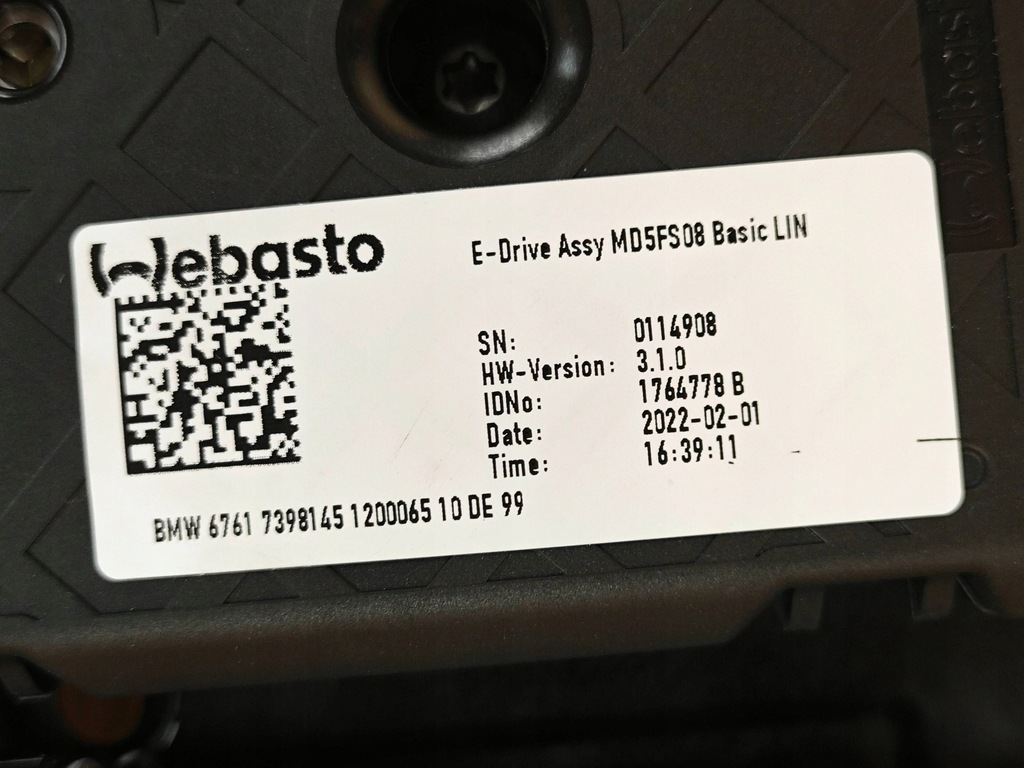 Webasto
E-Drive Assy MD5FS08 Basic LIN
SN: 0114908
HW-Version: 3.1.0
IDNo: 1764778 B
Date: 2022-02-01
Time: 16:39:11
BMW 6761 7398145 1200065 10 DE 99